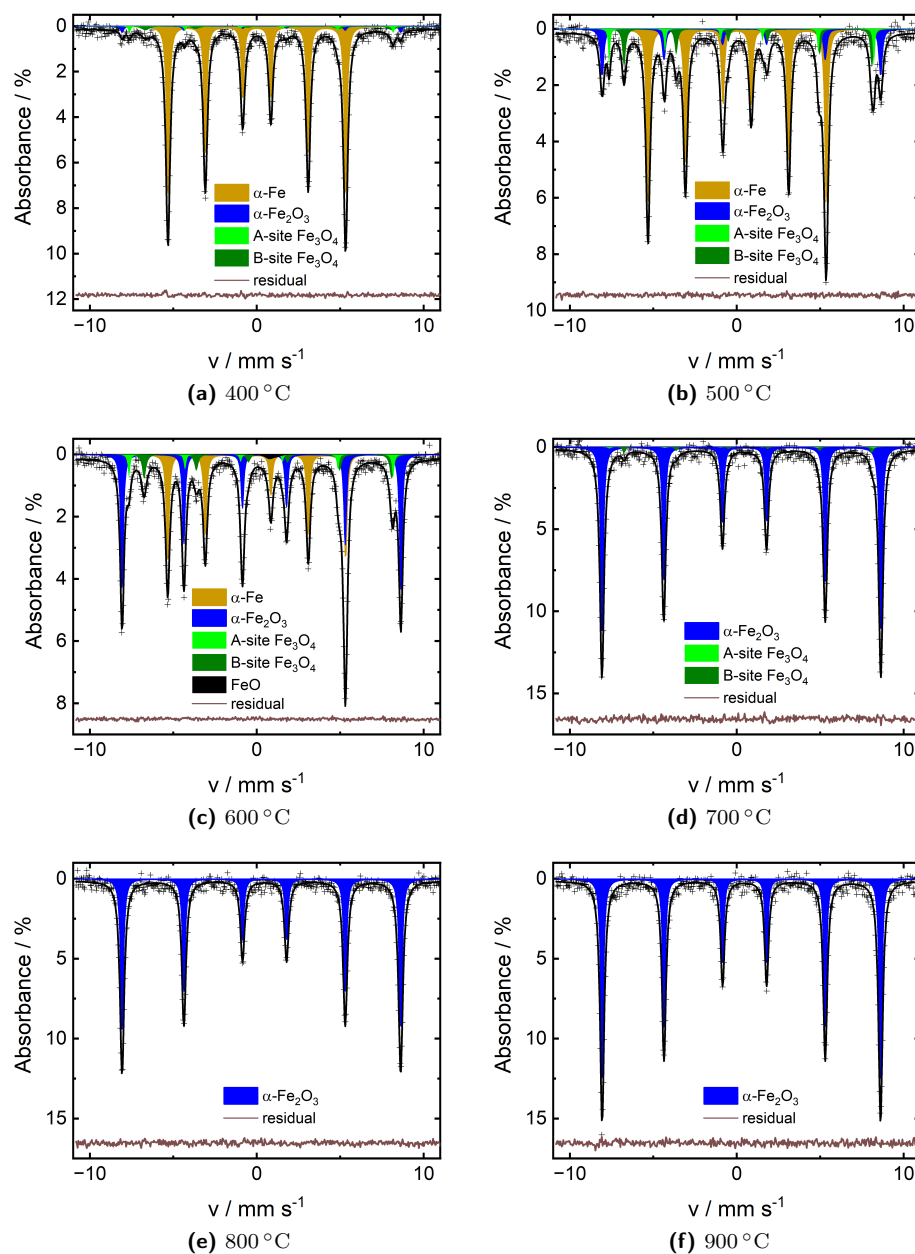 0
2
4
6
8
10
12
Absorbance / %
α-Fe
α-Fe₂O₃
A-site Fe₃O₄
B-site Fe₃O₄
residual
−10
0
10
v / mm s⁻¹
(a) 400 °C
0
2
4
6
8
10
Absorbance / %
α-Fe
α-Fe₂O₃
A-site Fe₃O₄
B-site Fe₃O₄
residual
−10
0
10
v / mm s⁻¹
(b) 500 °C
0
2
4
6
8
Absorbance / %
α-Fe
α-Fe₂O₃
A-site Fe₃O₄
B-site Fe₃O₄
FeO
residual
−10
0
10
v / mm s⁻¹
(c) 600 °C
0
5
10
15
Absorbance / %
α-Fe₂O₃
A-site Fe₃O₄
B-site Fe₃O₄
residual
−10
0
10
v / mm s⁻¹
(d) 700 °C
0
5
10
15
Absorbance / %
α-Fe₂O₃
residual
−10
0
10
v / mm s⁻¹
(e) 800 °C
0
5
10
15
Absorbance / %
α-Fe₂O₃
residual
−10
0
10
v / mm s⁻¹
(f) 900 °C